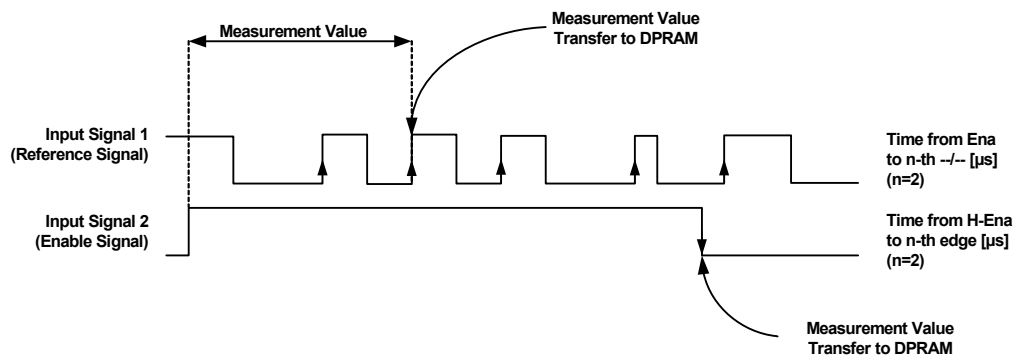 Measurement Value
Measurement Value
Transfer to DPRAM
Input Signal 1
(Reference Signal)
Time from Ena
to n-th --/-- [µs]
(n=2)
Input Signal 2
(Enable Signal)
Time from H-Ena
to n-th edge [µs]
(n=2)
Measurement Value
Transfer to DPRAM